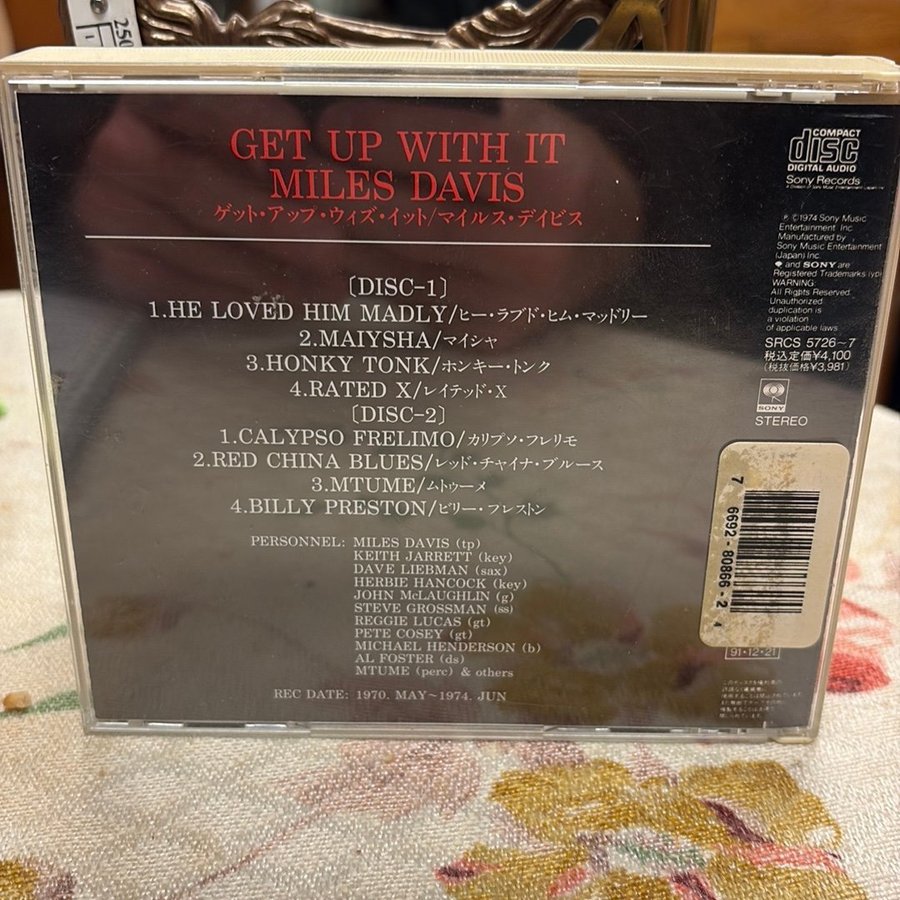 250
GET UP WITH IT
MILES DAVIS
ゲット・アップ・ウィズ・イット/マイルス・デイビス
[DISC-1]
1.HE LOVED HIM MADLY/ヒー・ラブド・ヒム・マッドリー
2.MAIYSHA/マイシャ
3.HONKY TONK/ホンキー・トンク
4.RATED X/レイテッド・X
[DISC-2]
1.CALYPSO FRELIMO/カリプソ・フレリモ
2.RED CHINA BLUES/レッド・チャイナ・ブルース
3.MTUME/ムトゥーメ
4.BILLY PRESTON/ビリー・プレストン
PERSONNEL: MILES DAVIS (tp)
KEITH JARRETT (key)
DAVE LIEBMAN (sax)
HERBIE HANCOCK (key)
JOHN McLAUGHLIN (g)
STEVE GROSSMAN (ss)
REGGIE LUCAS (gt)
PETE COSEY (gt)
MICHAEL HENDERSON (b)
AL FOSTER (ds)
MTUME (perc) & others
REC DATE: 1970. MAY~1974. JUN
COMPACT
disc
DIGITAL AUDIO
Sony Records
A Division of Sony Music Entertainment (Japan) Inc.
℗ ©1974 Sony Music
Entertainment Inc.
Manufactured by
Sony Music Entertainment
(Japan) Inc.
and SONY are
Registered Trademarks
WARNING:
All Rights Reserved.
Unauthorized
duplication is
a violation
of applicable laws
SRCS 5726~7
税込定価¥4,100
(税抜価格¥3,981)
SONY
STEREO
7 6692-80866-2 4
91・12・21